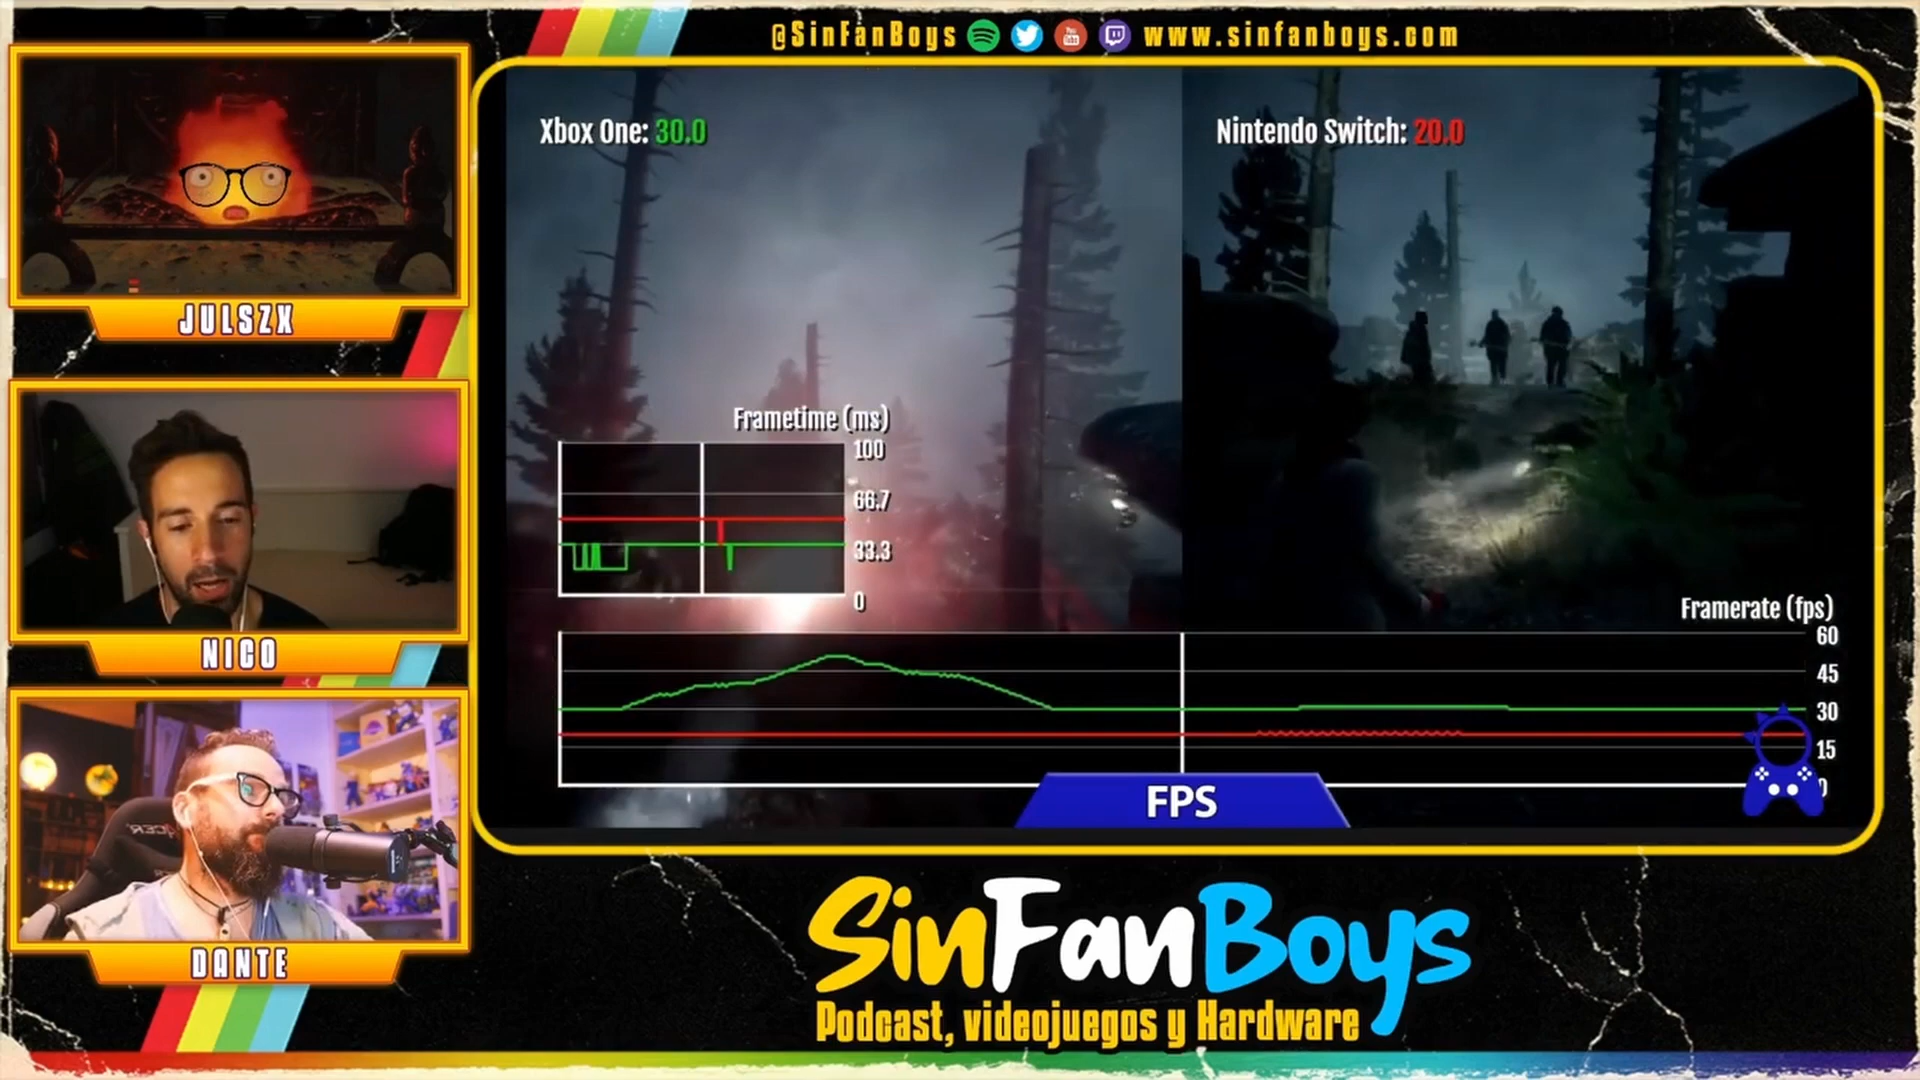 @SinFanBoys www.sinfanboys.com
JULSZX
NICO
DANTE
Xbox One: 30.0
Nintendo Switch: 20.0
Frametime (ms)
100
66.7
33.3
0
Framerate (fps)
60
45
30
15
0
FPS
SinFanBoys
Podcast, videojuegos y Hardware